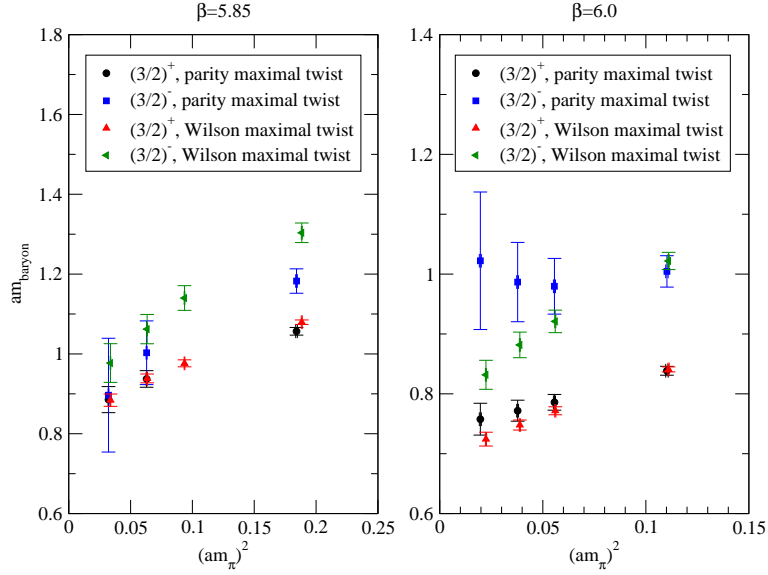 β=5.85
am_baryon
1.8
1.6
1.4
1.2
1
0.8
0.6
(3/2)^+, parity maximal twist
(3/2)^-, parity maximal twist
(3/2)^+, Wilson maximal twist
(3/2)^-, Wilson maximal twist
0 0.05 0.1 0.15 0.2 0.25
(am_π)^2
β=6.0
1.4
1.2
1
0.8
0.6
(3/2)^+, parity maximal twist
(3/2)^-, parity maximal twist
(3/2)^+, Wilson maximal twist
(3/2)^-, Wilson maximal twist
0 0.05 0.1 0.15
(am_π)^2